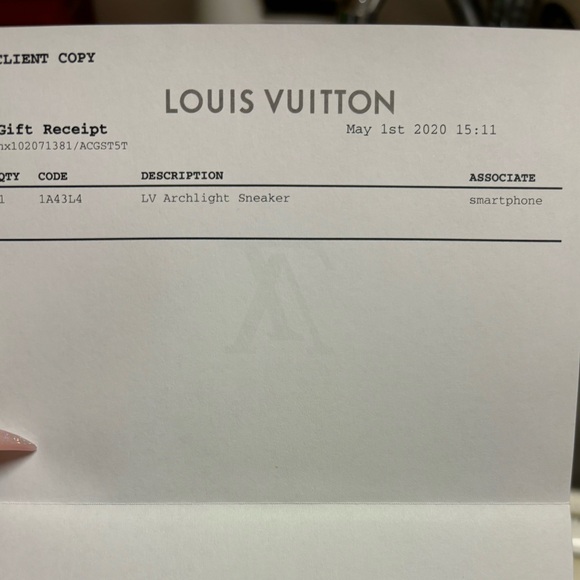 CLIENT COPY
LOUIS VUITTON
Gift Receipt May 1st 2020 15:11
nx102071381/ACGST5T
QTY CODE DESCRIPTION ASSOCIATE
1 1A43L4 LV Archlight Sneaker smartphone